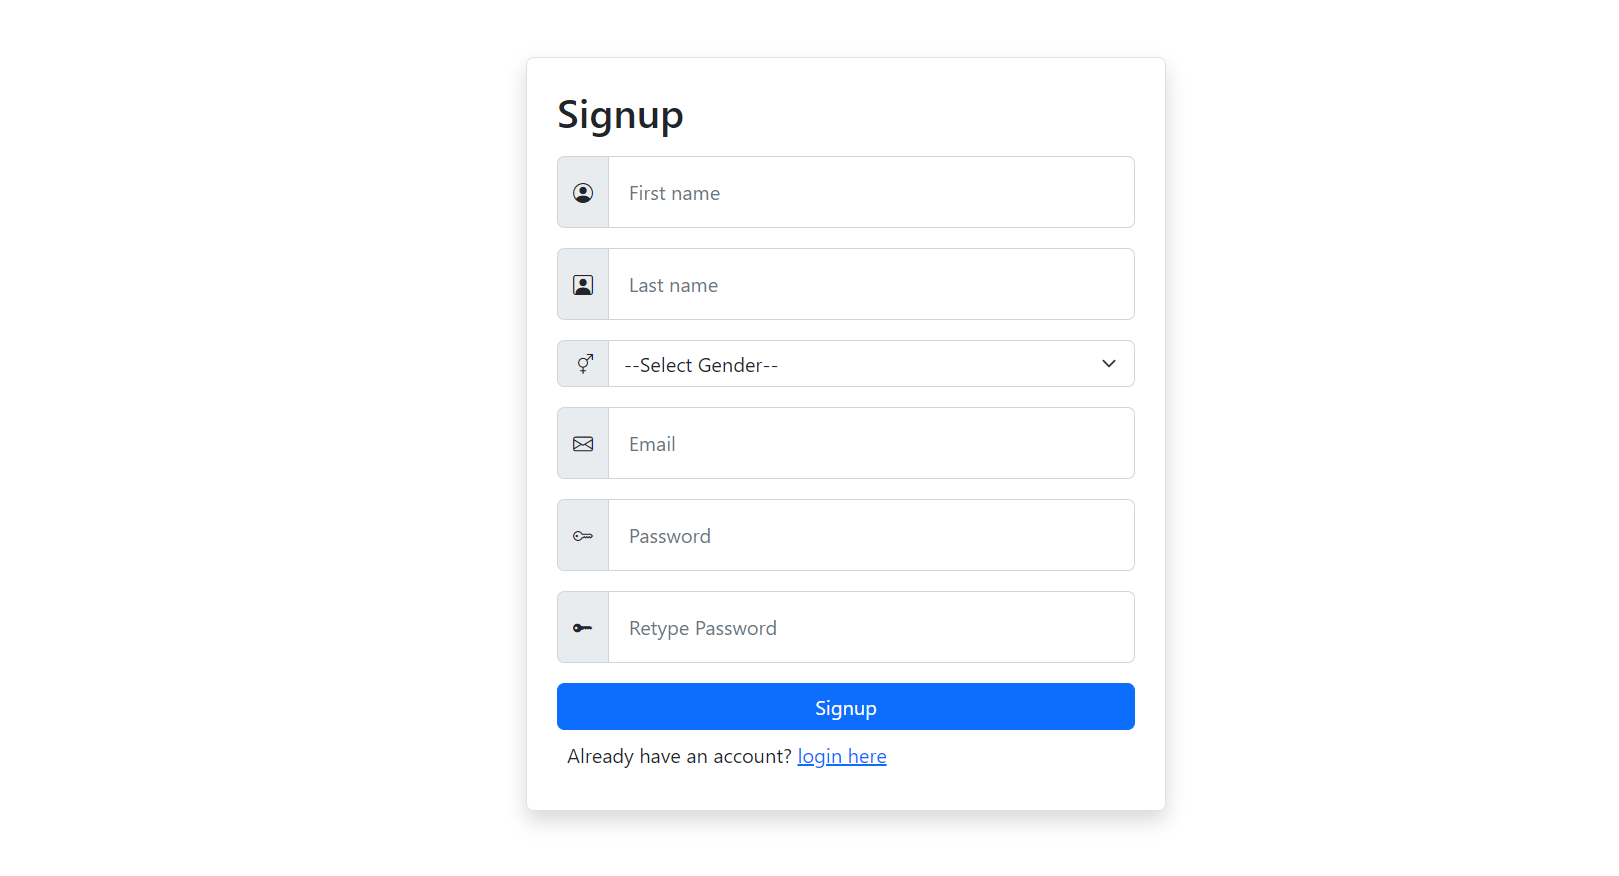 Signup
First name
Last name
--Select Gender--
Email
Password
Retype Password
Signup
Already have an account? login here